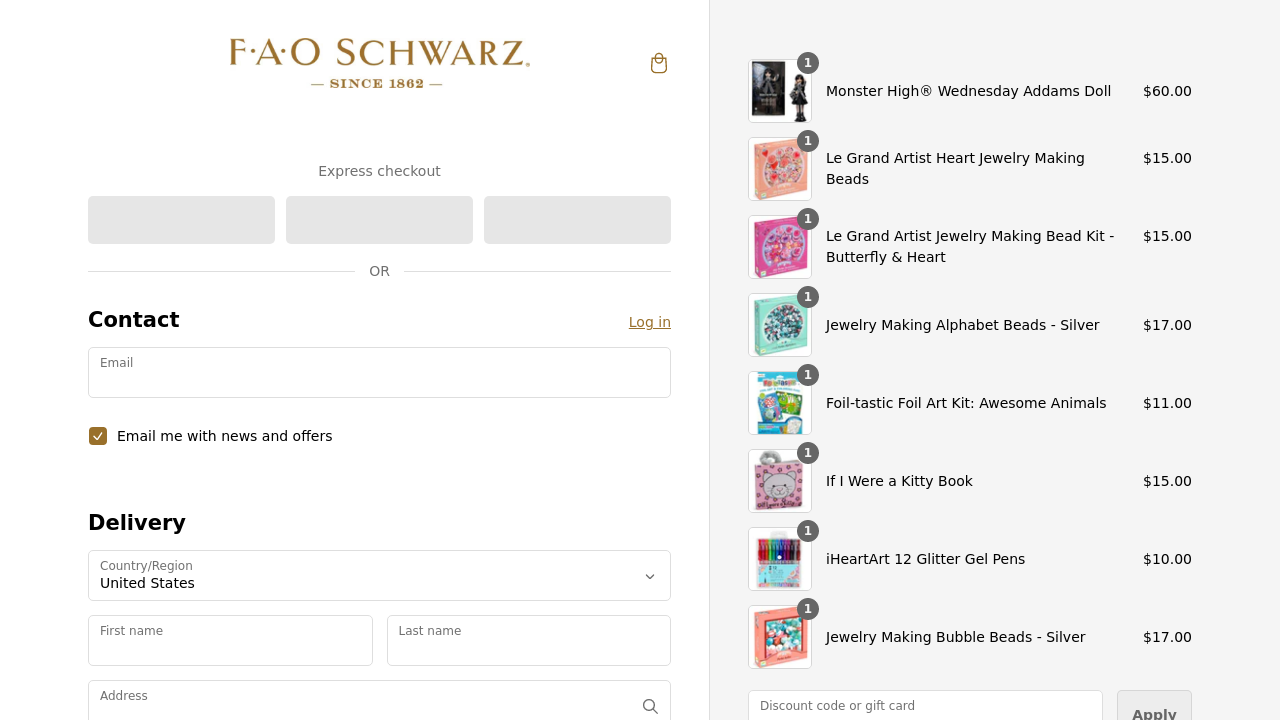 F·A·O SCHWARZ.
— SINCE 1862 —
Express checkout
OR
Contact
Log in
Email
Email me with news and offers
Delivery
Country/Region
United States
First name
Last name
Address
1
Monster High® Wednesday Addams Doll
$60.00
1
Le Grand Artist Heart Jewelry Making
Beads
$15.00
1
Le Grand Artist Jewelry Making Bead Kit -
Butterfly & Heart
$15.00
1
Jewelry Making Alphabet Beads - Silver
$17.00
1
Foil-tastic Foil Art Kit: Awesome Animals
$11.00
1
If I Were a Kitty Book
$15.00
1
iHeartArt 12 Glitter Gel Pens
$10.00
1
Jewelry Making Bubble Beads - Silver
$17.00
Discount code or gift card
Apply